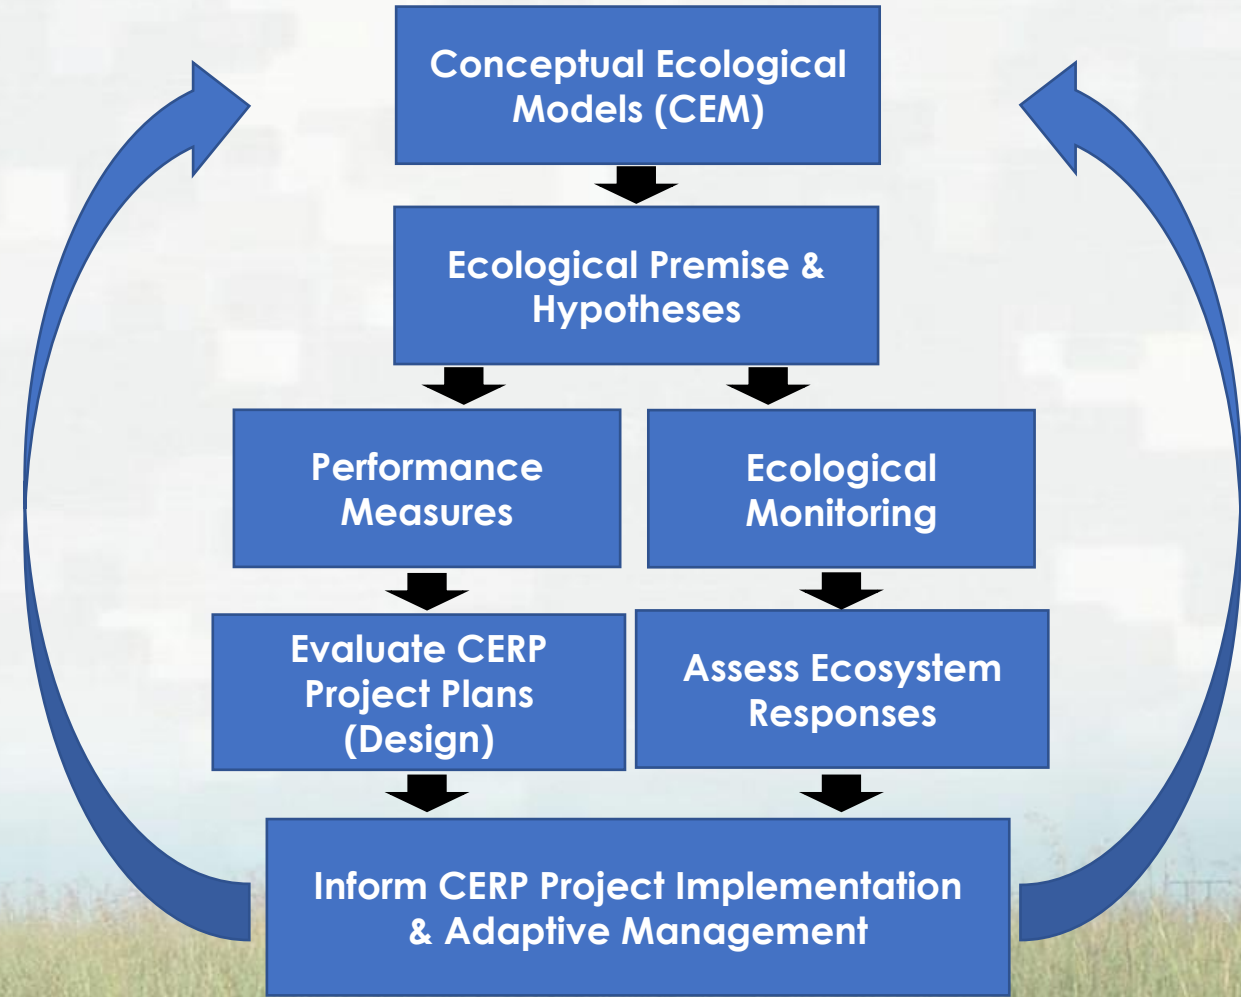 Conceptual Ecological
Models (CEM)
Ecological Premise &
Hypotheses
Performance
Measures
Ecological
Monitoring
Evaluate CERP
Project Plans
(Design)
Assess Ecosystem
Responses
Inform CERP Project Implementation
& Adaptive Management